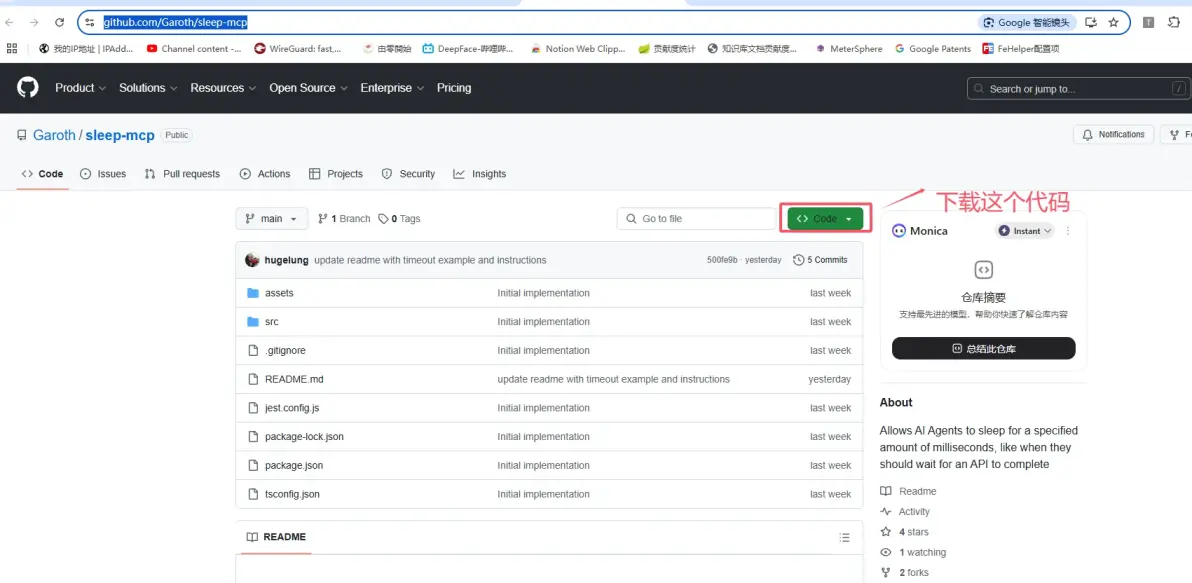 github.com/Garoth/sleep-mcp
Google 智能镜头
我的IP地址 | IPAdd...
Channel content -...
WireGuard: fast,...
由零開始
DeepFace-哔哩哔...
Notion Web Clipp...
贡献度统计
知识库文档贡献度...
MeterSphere
Google Patents
FeHelper配置项
Product
Solutions
Resources
Open Source
Enterprise
Pricing
Search or jump to...
/
Garoth / sleep-mcp
Public
Notifications
Fo
Code
Issues
Pull requests
Actions
Projects
Security
Insights
下载这个代码
main
1 Branch
0 Tags
Go to file
Code
Monica
Instant
hugelung update readme with timeout example and instructions
500fe9b · yesterday
5 Commits
assets Initial implementation last week
src Initial implementation last week
.gitignore Initial implementation last week
README.md update readme with timeout example and instructions yesterday
jest.config.js Initial implementation last week
package-lock.json Initial implementation last week
package.json Initial implementation last week
tsconfig.json Initial implementation last week
README
仓库摘要
支持最先进的模型，帮助你快速了解仓库内容
总结此仓库
About
Allows AI Agents to sleep for a specified
amount of milliseconds, like when they
should wait for an API to complete
Readme
Activity
4 stars
1 watching
2 forks